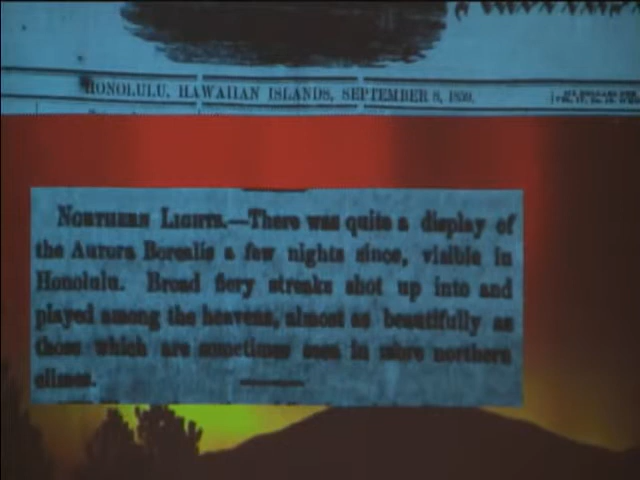 HONOLULU, HAWAIIAN ISLANDS, SEPTEMBER 8, 1859.
NORTHERN LIGHTS.—There was quite a display of
the Aurora Borealis a few nights since, visible in
Honolulu. Broad fiery streaks shot up into and
played among the heavens, almost as beautifully as
those which are sometimes seen in more northern
climes.